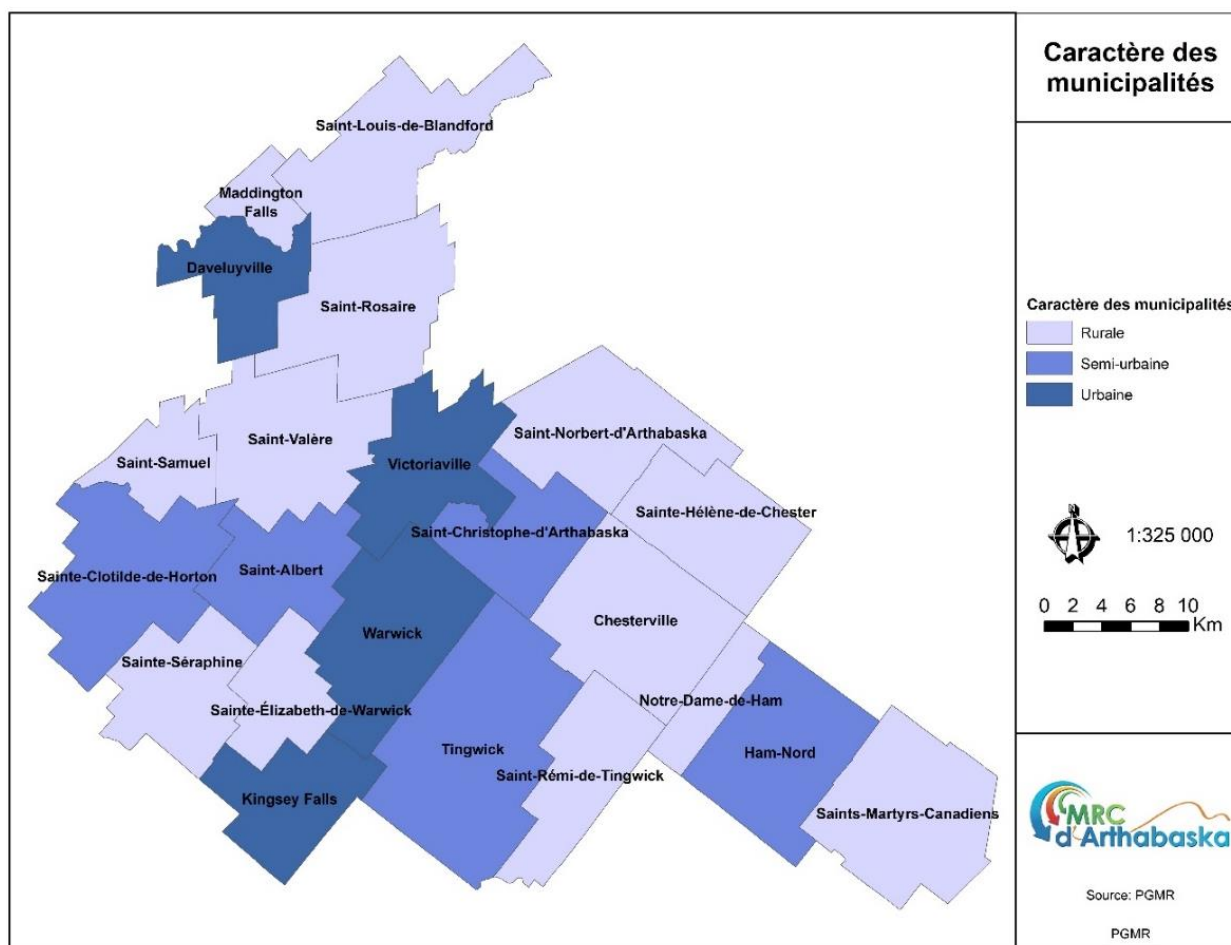 Caractère des
municipalités
Saint-Louis-de-Blandford
Maddington
Falls
Daveluyville
Saint-Rosaire
Saint-Norbert-d'Arthabaska
Saint-Valère
Saint-Samuel
Victoriaville
Sainte-Hélène-de-Chester
Saint-Christophe-d'Arthabaska
Saint-Albert
Sainte-Clotilde-de-Horton
Chesterville
Warwick
Sainte-Séraphine
Notre-Dame-de-Ham
Sainte-Élizabeth-de-Warwick
Tingwick
Ham-Nord
Saint-Rémi-de-Tingwick
Kingsey Falls
Saints-Martyrs-Canadiens
Caractère des municipalités
Rurale
Semi-urbaine
Urbaine
1:325 000
0 2 4 6 8 10
Km
MRC
d'Arthabaska
Source: PGMR
PGMR